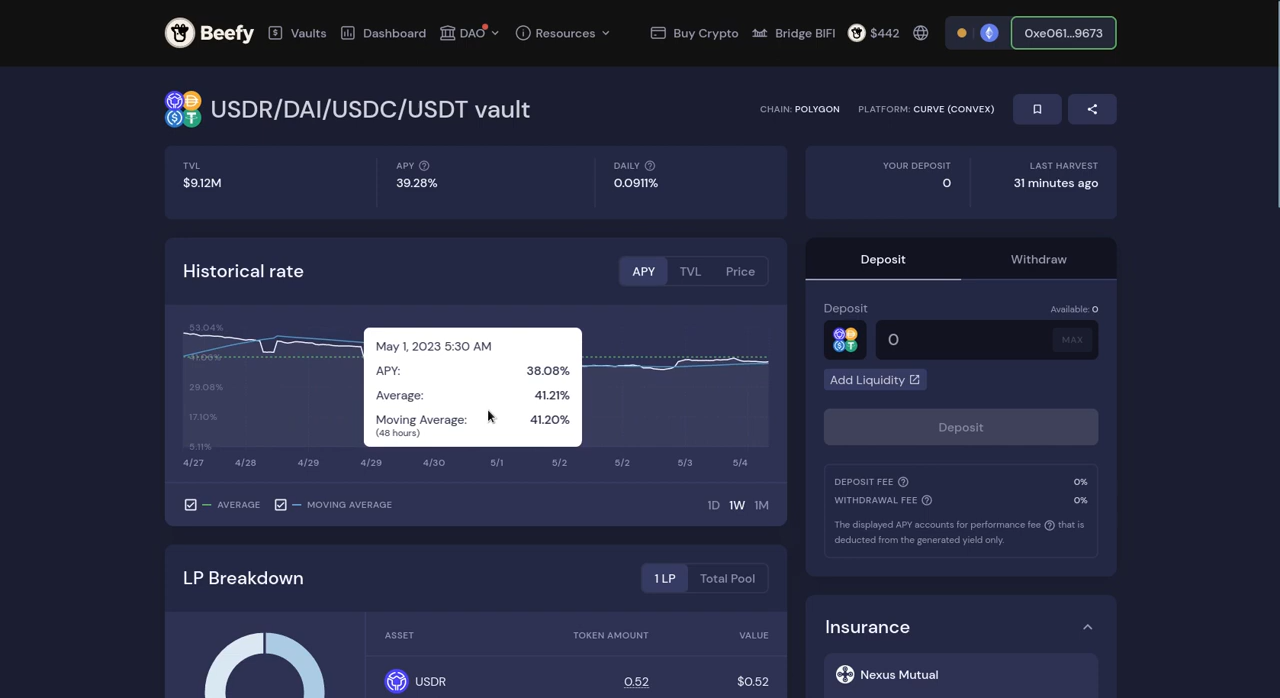 Beefy Vaults Dashboard DAO Resources Buy Crypto Bridge BIFI $442 0xe061...9673
USDR/DAI/USDC/USDT vault
CHAIN: POLYGON PLATFORM: CURVE (CONVEX)
TVL APY DAILY
$9.12M 39.28% 0.0911%
YOUR DEPOSIT LAST HARVEST
0 31 minutes ago
Historical rate
APY TVL Price
53.04%
29.08%
17.10%
5.11%
May 1, 2023 5:30 AM
APY: 38.08%
Average: 41.21%
Moving Average: 41.20%
(48 hours)
4/27 4/28 4/29 4/29 4/30 5/1 5/2 5/2 5/3 5/4
AVERAGE MOVING AVERAGE 1D 1W 1M
Deposit Withdraw
Deposit Available: 0
0 MAX
Add Liquidity
Deposit
DEPOSIT FEE 0%
WITHDRAWAL FEE 0%
The displayed APY accounts for performance fee that is
deducted from the generated yield only.
LP Breakdown
1 LP Total Pool
ASSET TOKEN AMOUNT VALUE
USDR 0.52 $0.52
Insurance
Nexus Mutual